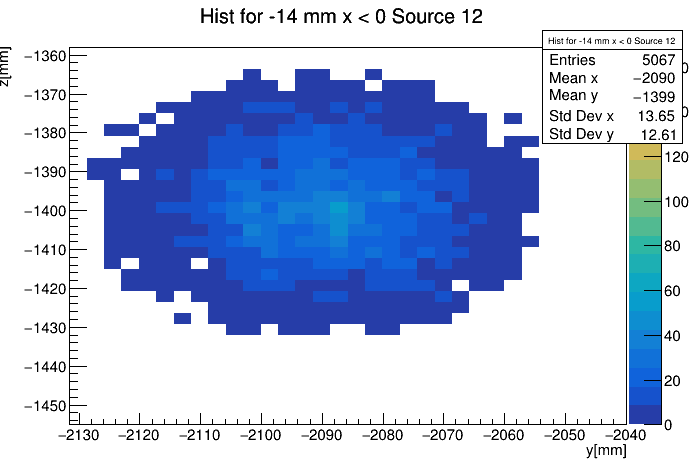 Hist for -14 mm x < 0 Source 12
z[mm]
Hist for -14 mm x < 0 Source 12
Entries 5067
Mean x −2090
Mean y −1399
Std Dev x 13.65
Std Dev y 12.61
−1360
−1370
−1380
−1390
−1400
−1410
−1420
−1430
−1440
−1450
−2130 −2120 −2110 −2100 −2090 −2080 −2070 −2060 −2050 −2040
y[mm]
120
100
80
60
40
20
0